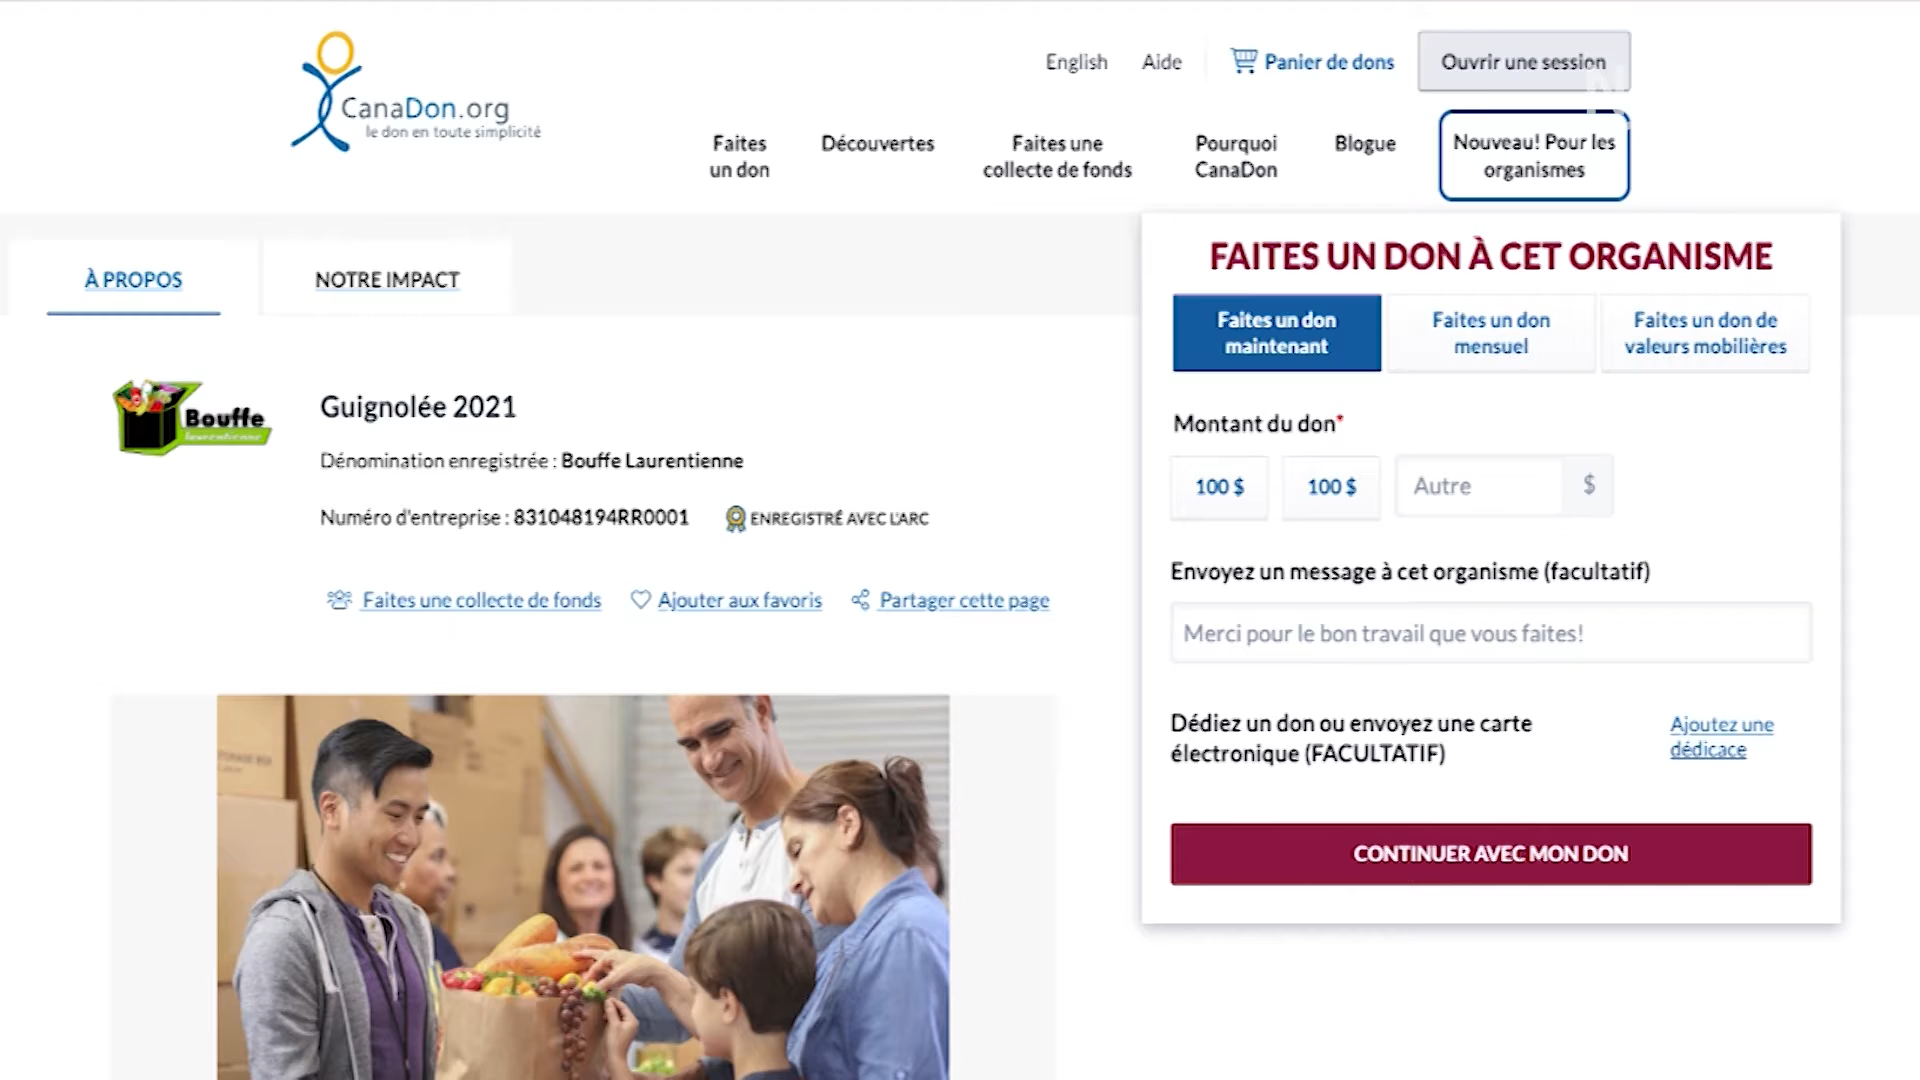 CanaDon.org
le don en toute simplicité
English
Aide
Panier de dons
Ouvrir une session
Faites
un don
Découvertes
Faites une
collecte de fonds
Pourquoi
CanaDon
Blogue
Nouveau! Pour les
organismes
À PROPOS
NOTRE IMPACT
Bouffe
laurentienne
Guignolée 2021
Dénomination enregistrée : Bouffe Laurentienne
Numéro d'entreprise : 831048194RR0001
ENREGISTRÉ AVEC L'ARC
Faites une collecte de fonds
Ajouter aux favoris
Partager cette page
FAITES UN DON À CET ORGANISME
Faites un don
maintenant
Faites un don
mensuel
Faites un don de
valeurs mobilières
Montant du don*
100 $
100 $
Autre
$
Envoyez un message à cet organisme (facultatif)
Merci pour le bon travail que vous faites!
Dédiez un don ou envoyez une carte
électronique (FACULTATIF)
Ajoutez une
dédicace
CONTINUER AVEC MON DON